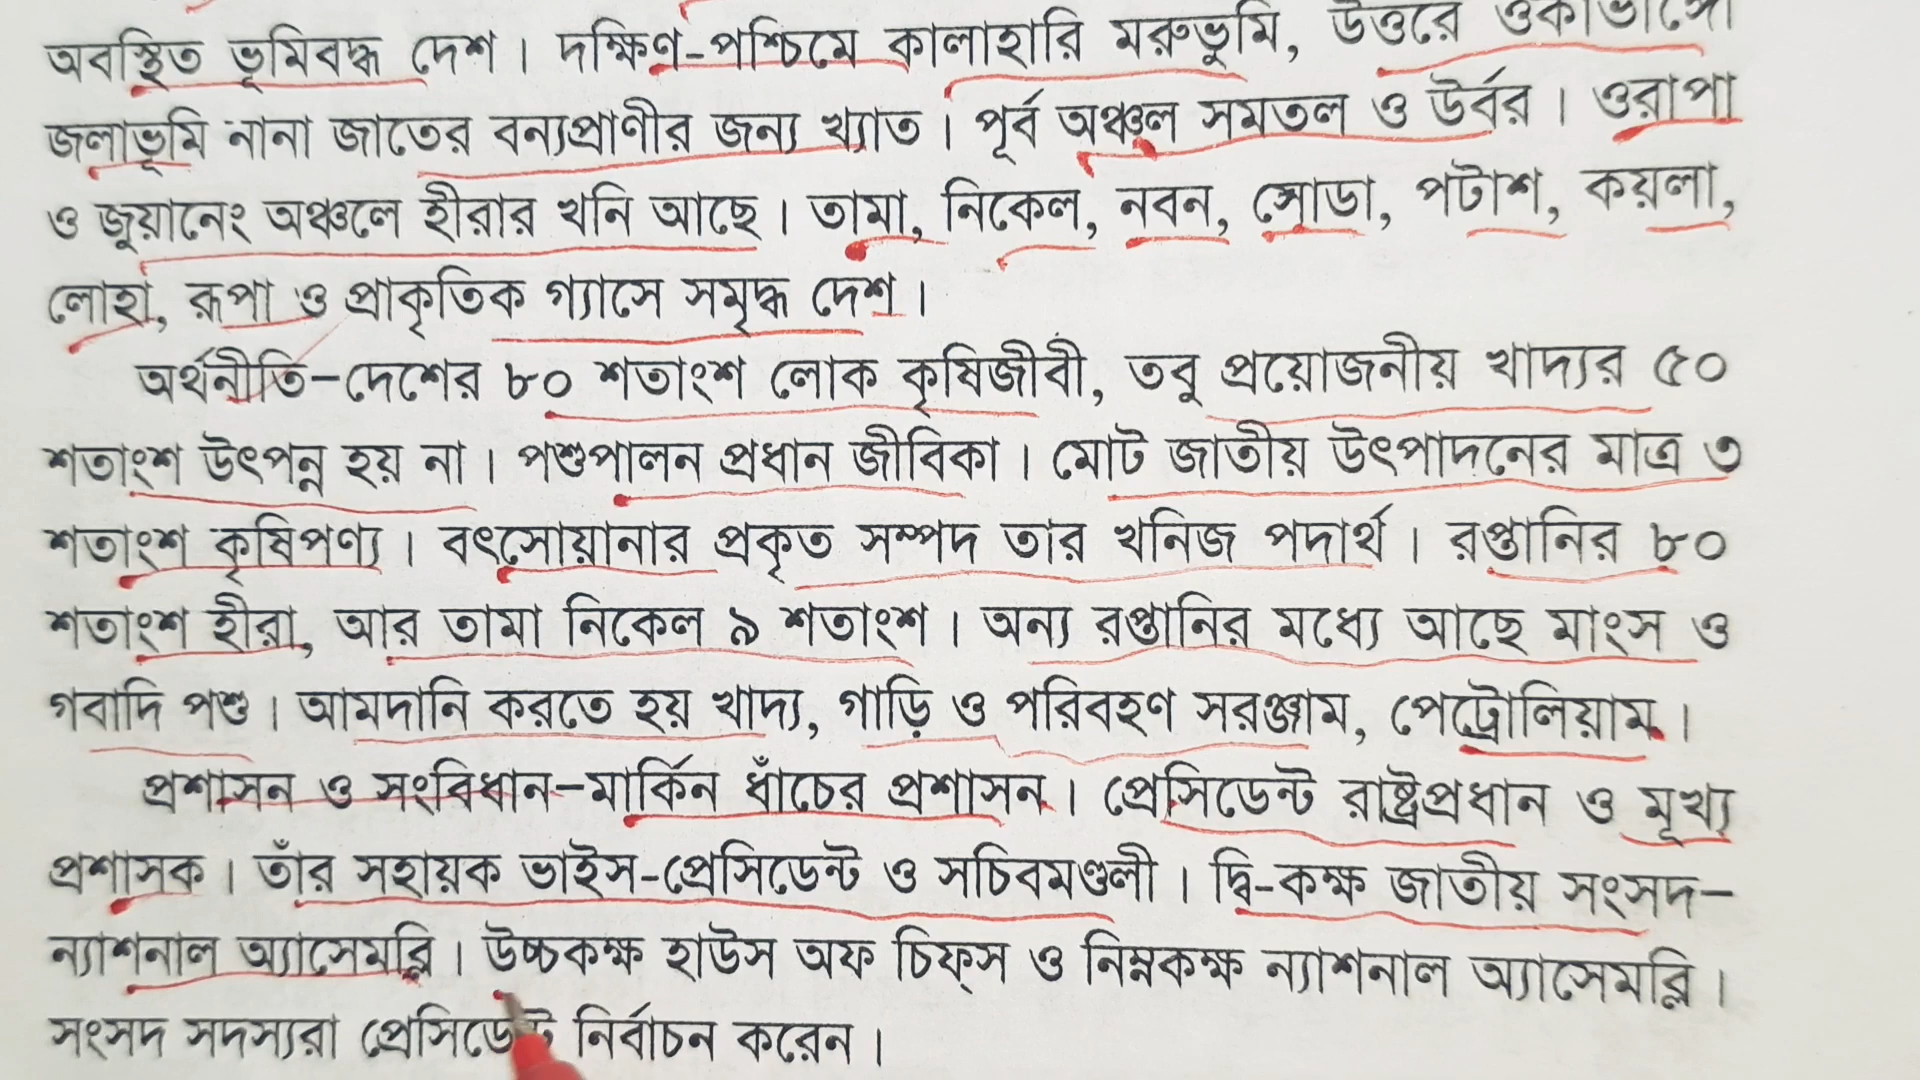 অবস্থিত ভূমিবদ্ধ দেশ। দক্ষিণ-পশ্চিমে কালাহারি মরুভূমি, উত্তরে ওকাভাঙ্গো
জলাভূমি নানা জাতের বন্যপ্রাণীর জন্য খ্যাত। পূর্ব অঞ্চল সমতল ও উর্বর। ওরাপা
ও জুয়ানেং অঞ্চলে হীরার খনি আছে। তামা, নিকেল, নবন, সোডা, পটাশ, কয়লা,
লোহা, রূপা ও প্রাকৃতিক গ্যাসে সমৃদ্ধ দেশ।
অর্থনীতি–দেশের ৮০ শতাংশ লোক কৃষিজীবী, তবু প্রয়োজনীয় খাদ্যর ৫০
শতাংশ উৎপন্ন হয় না। পশুপালন প্রধান জীবিকা। মোট জাতীয় উৎপাদনের মাত্র ৩
শতাংশ কৃষিপণ্য। বৎসোয়ানার প্রকৃত সম্পদ তার খনিজ পদার্থ। রপ্তানির ৮০
শতাংশ হীরা, আর তামা নিকেল ৯ শতাংশ। অন্য রপ্তানির মধ্যে আছে মাংস ও
গবাদি পশু। আমদানি করতে হয় খাদ্য, গাড়ি ও পরিবহণ সরঞ্জাম, পেট্রোলিয়াম।
প্রশাসন ও সংবিধান–মার্কিন ধাঁচের প্রশাসন। প্রেসিডেন্ট রাষ্ট্রপ্রধান ও মূখ্য
প্রশাসক। তাঁর সহায়ক ভাইস-প্রেসিডেন্ট ও সচিবমণ্ডলী। দ্বি-কক্ষ জাতীয় সংসদ–
ন্যাশনাল অ্যাসেমব্লি। উচ্চকক্ষ হাউস অফ চিফ্‌স ও নিম্নকক্ষ ন্যাশনাল অ্যাসেমব্লি।
সংসদ সদস্যরা প্রেসিডেন্ট নির্বাচন করেন।